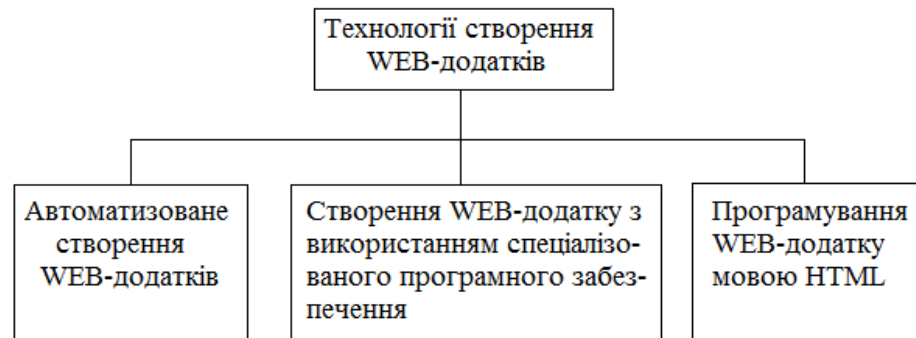 Технології створення
WEB-додатків
Автоматизоване
створення
WEB-додатків
Створення WEB-додатку з
використанням спеціалізо-
ваного програмного забез-
печення
Програмування
WEB-додатку
мовою HTML